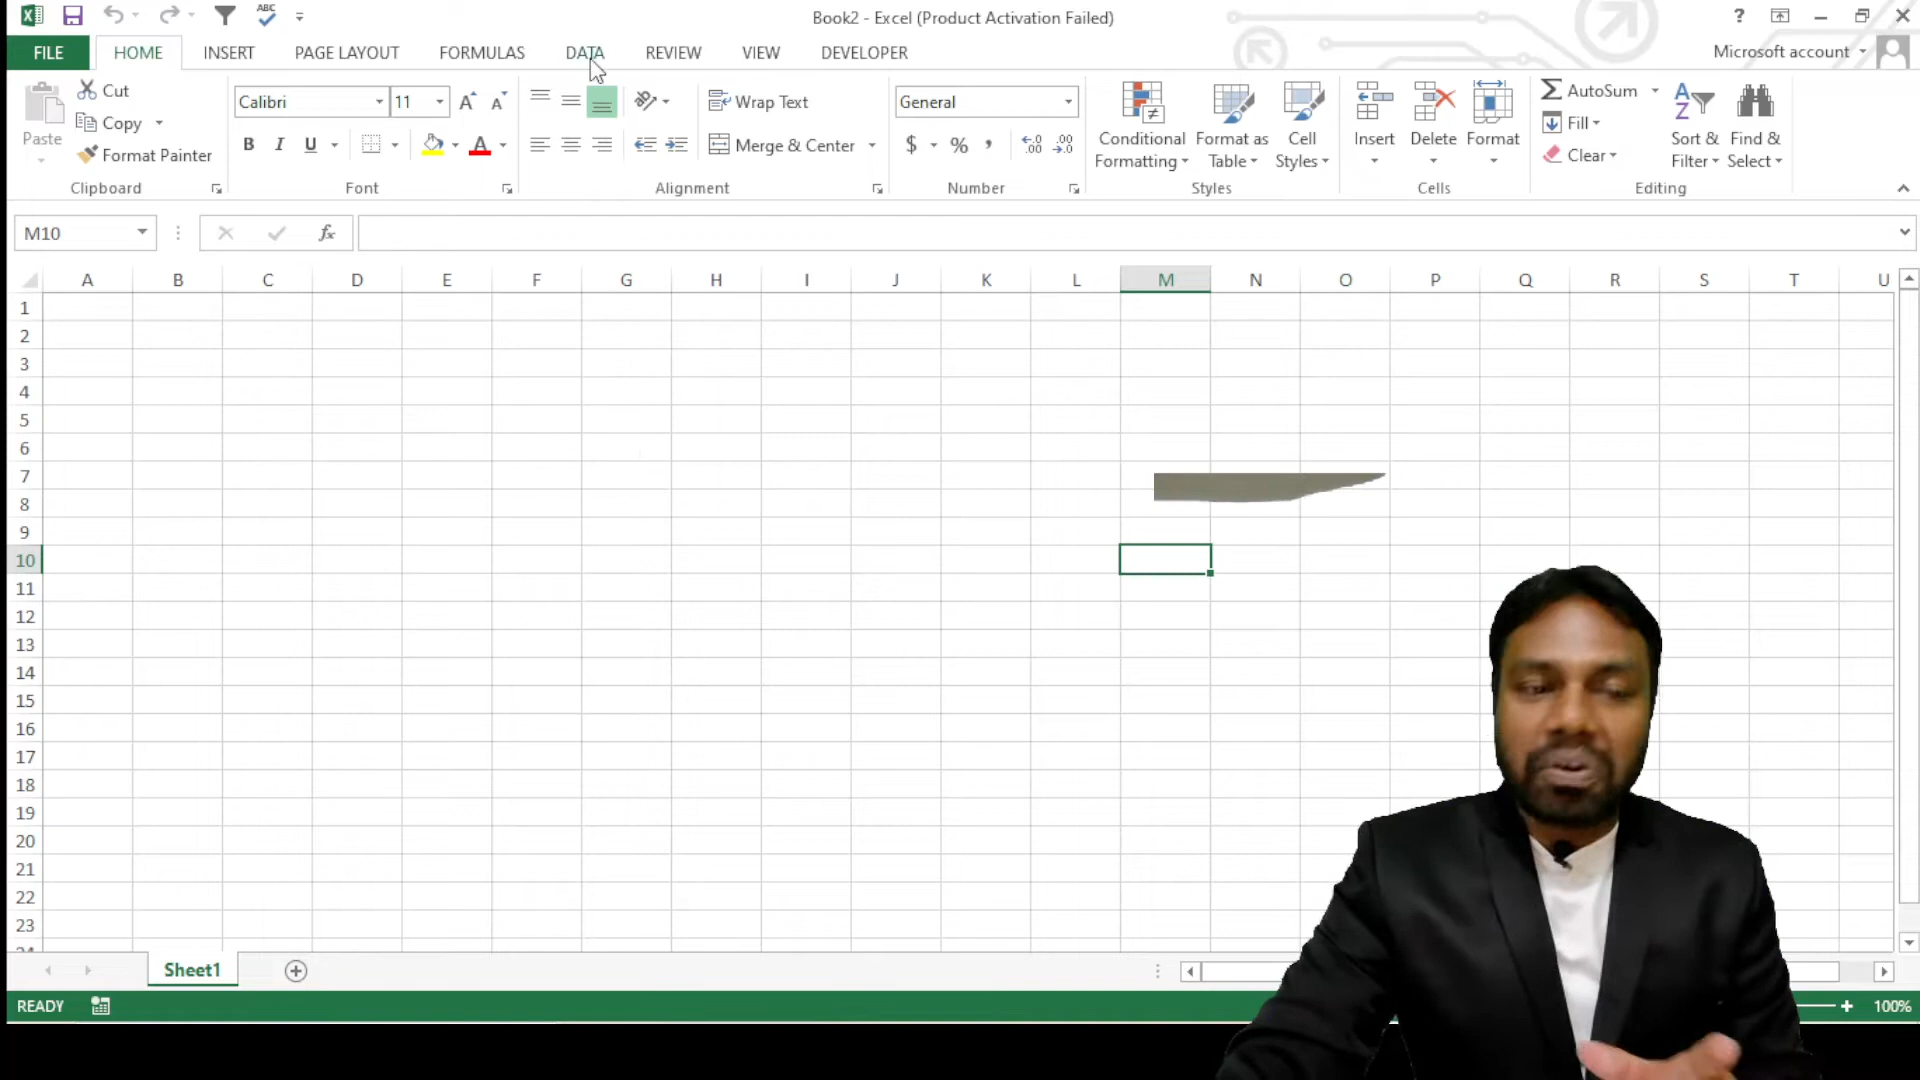 ABC
Book2 - Excel (Product Activation Failed)
?
FILE HOME INSERT PAGE LAYOUT FORMULAS DATA REVIEW VIEW DEVELOPER
Microsoft account
Paste
Cut
Copy
Format Painter
Clipboard
Calibri 11
B I U A
Font
Wrap Text
Merge & Center
Alignment
General
$ % ,
Number
Conditional Formatting
Format as Table
Cell Styles
Styles
Insert Delete Format
Cells
AutoSum
Fill
Clear
Sort & Filter
Find & Select
Editing
M10
fx
A B C D E F G H I J K L M N O P Q R S T U
1
2
3
4
5
6
7
8
9
10
11
12
13
14
15
16
17
18
19
20
21
22
23
24
Sheet1
READY
100%